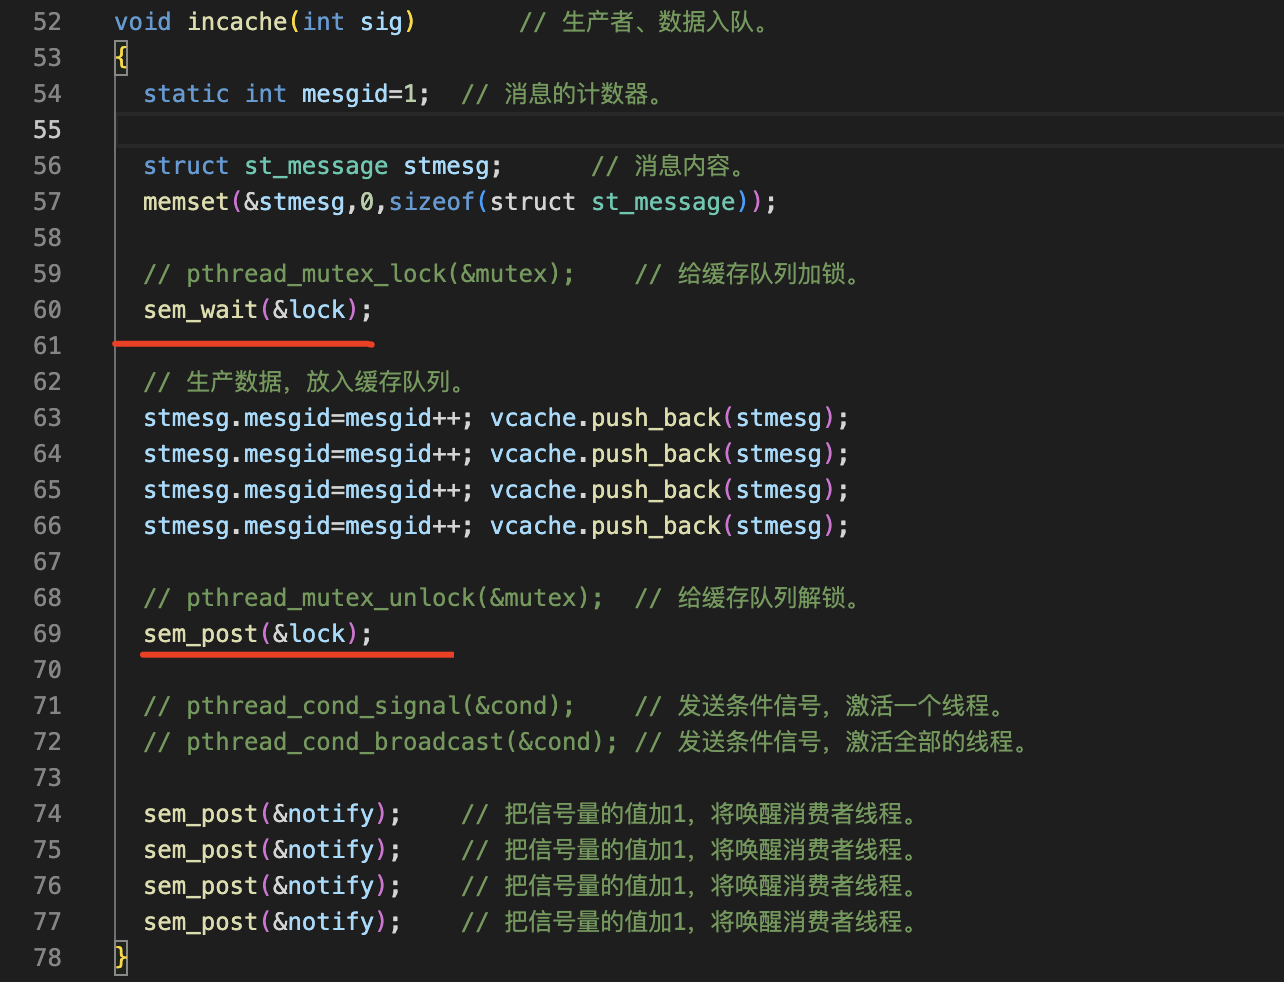 52 void incache(int sig) // 生产者、数据入队。
53 {
54 static int mesgid=1; // 消息的计数器。
55
56 struct st_message stmesg; // 消息内容。
57 memset(&stmesg,0,sizeof(struct st_message));
58
59 // pthread_mutex_lock(&mutex); // 给缓存队列加锁。
60 sem_wait(&lock);
61
62 // 生产数据，放入缓存队列。
63 stmesg.mesgid=mesgid++; vcache.push_back(stmesg);
64 stmesg.mesgid=mesgid++; vcache.push_back(stmesg);
65 stmesg.mesgid=mesgid++; vcache.push_back(stmesg);
66 stmesg.mesgid=mesgid++; vcache.push_back(stmesg);
67
68 // pthread_mutex_unlock(&mutex); // 给缓存队列解锁。
69 sem_post(&lock);
70
71 // pthread_cond_signal(&cond); // 发送条件信号，激活一个线程。
72 // pthread_cond_broadcast(&cond); // 发送条件信号，激活全部的线程。
73
74 sem_post(&notify); // 把信号量的值加1，将唤醒消费者线程。
75 sem_post(&notify); // 把信号量的值加1，将唤醒消费者线程。
76 sem_post(&notify); // 把信号量的值加1，将唤醒消费者线程。
77 sem_post(&notify); // 把信号量的值加1，将唤醒消费者线程。
78 }